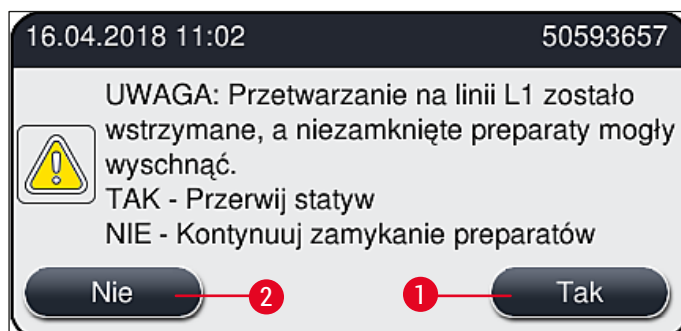 16.04.2018 11:02 50593657
UWAGA: Przetwarzanie na linii L1 zostało
wstrzymane, a niezamknięte preparaty mogły
wyschnąć.
TAK - Przerwij statyw
NIE - Kontynuuj zamykanie preparatów
Nie 2 1 Tak